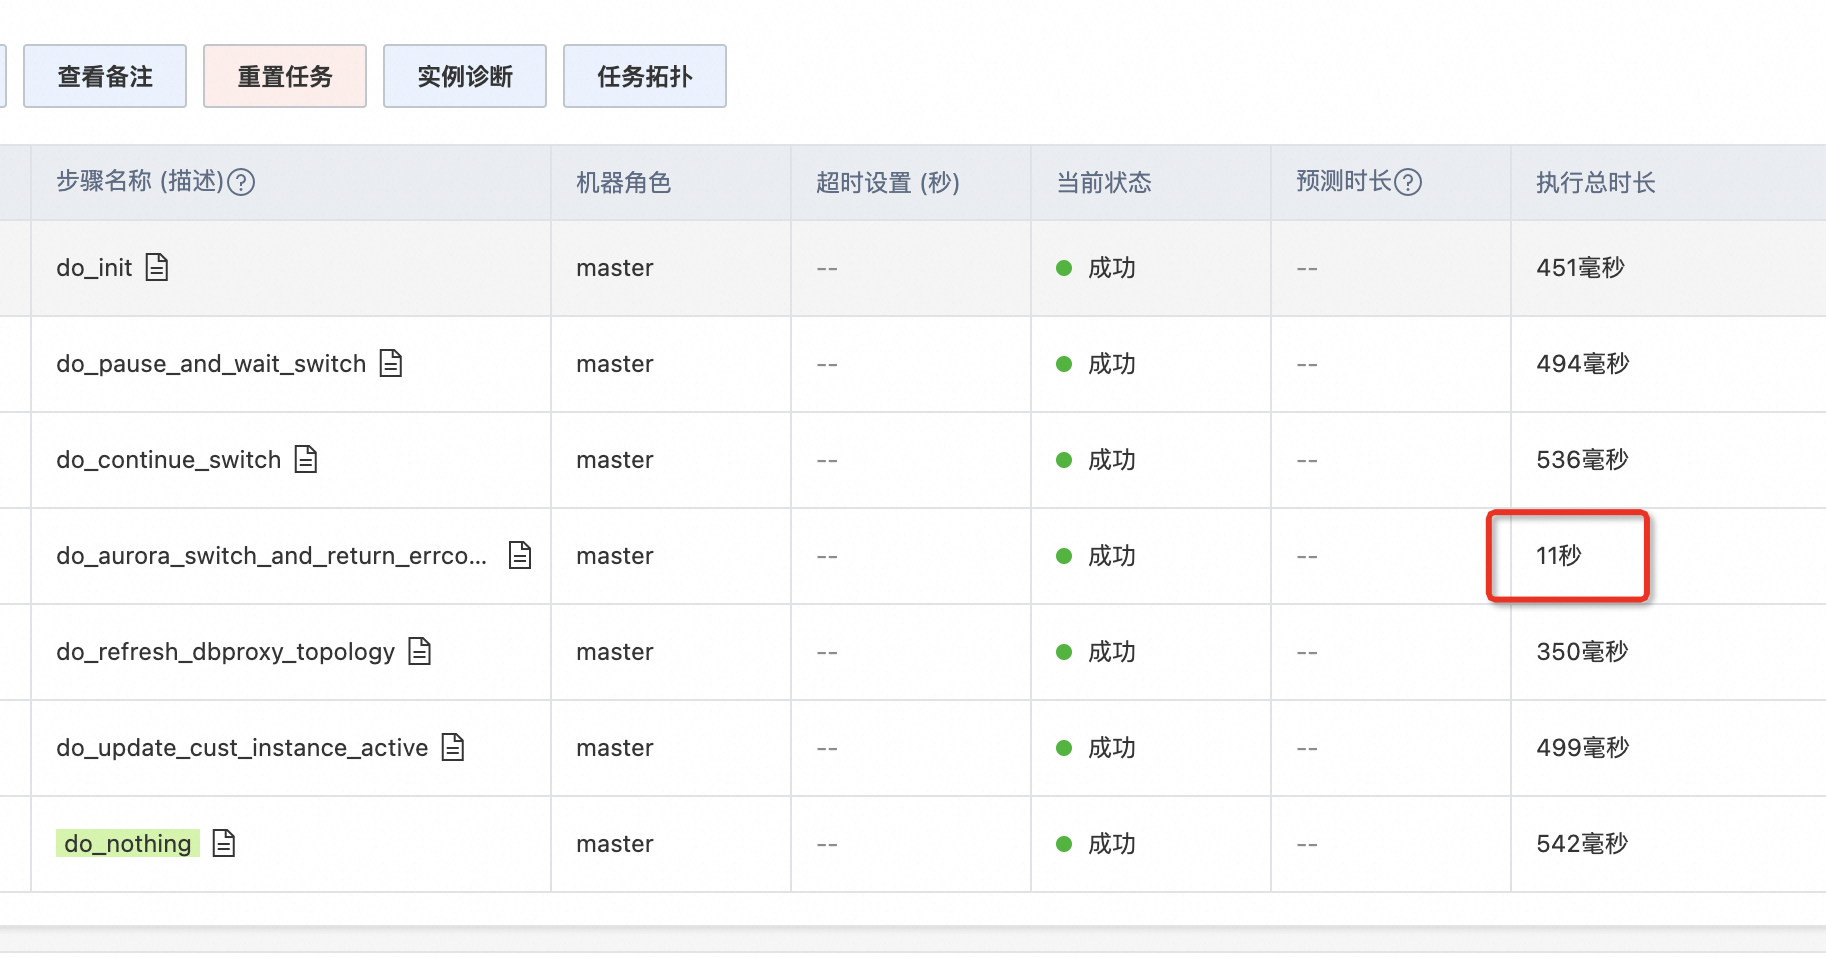 查看备注 重置任务 实例诊断 任务拓扑
步骤名称 (描述)? 机器角色 超时设置 (秒) 当前状态 预测时长? 执行总时长
do_init master -- 成功 -- 451毫秒
do_pause_and_wait_switch master -- 成功 -- 494毫秒
do_continue_switch master -- 成功 -- 536毫秒
do_aurora_switch_and_return_errco... master -- 成功 -- 11秒
do_refresh_dbproxy_topology master -- 成功 -- 350毫秒
do_update_cust_instance_active master -- 成功 -- 499毫秒
do_nothing master -- 成功 -- 542毫秒